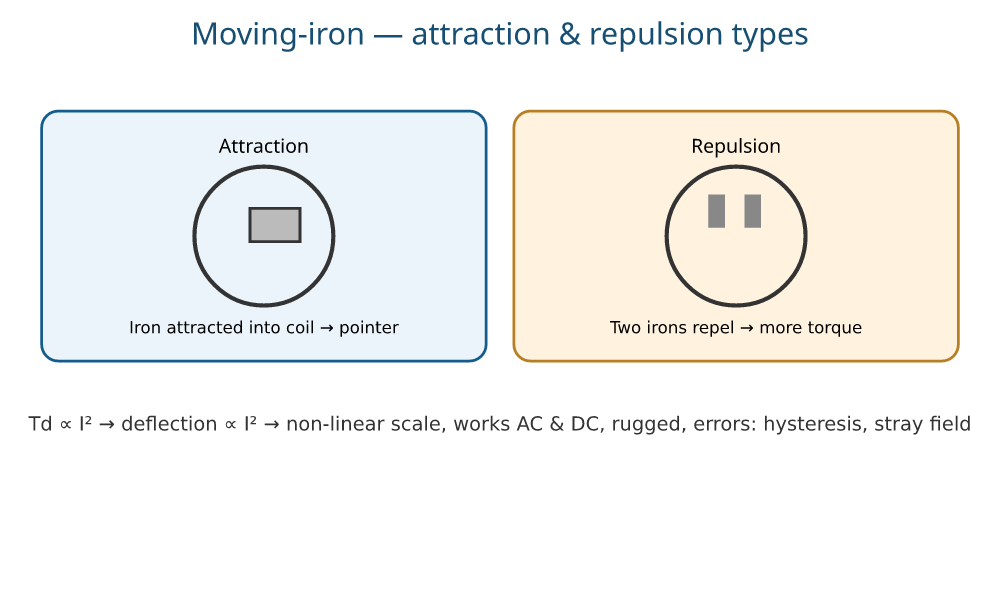 Moving-iron — attraction & repulsion types
Attraction
Repulsion
Iron attracted into coil → pointer
Two irons repel → more torque
Td ∝ I² → deflection ∝ I² → non-linear scale, works AC & DC, rugged, errors: hysteresis, stray field